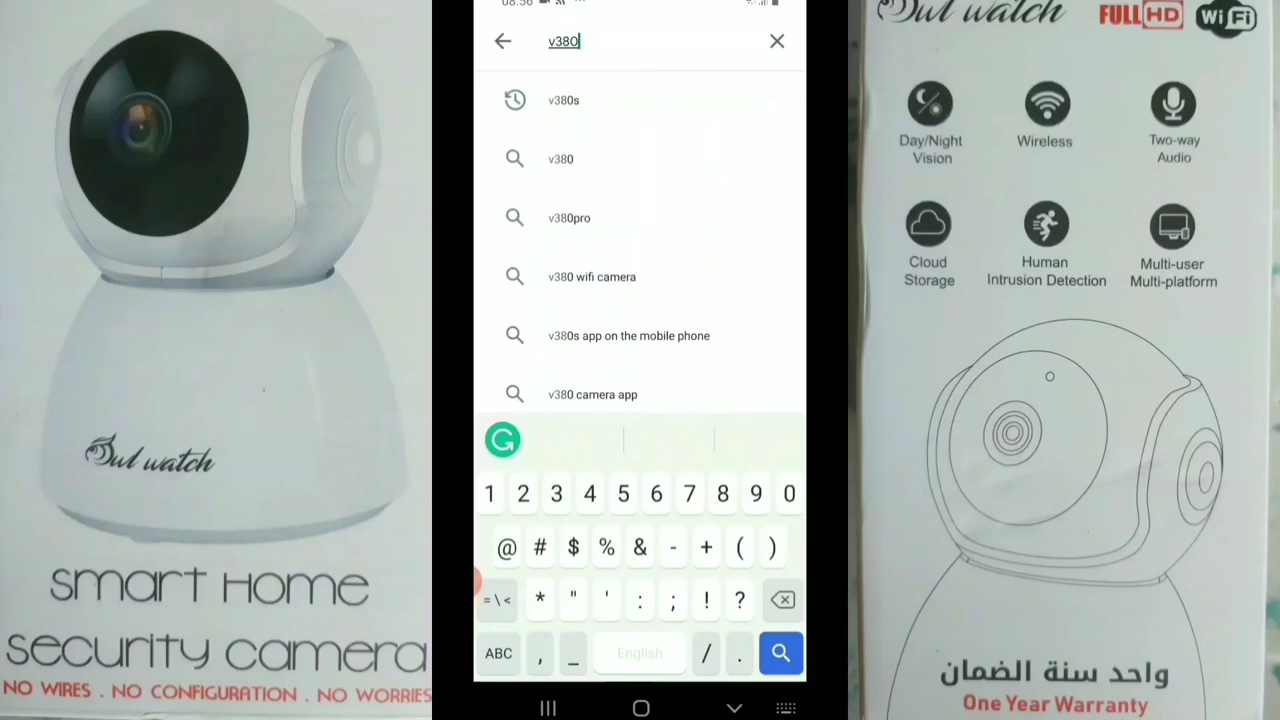 Owl watch
smart Home
security camera
NO WIRES . NO CONFIGURATION . NO WORRIES
08:56
v380
v380s
v380
v380pro
v380 wifi camera
v380s app on the mobile phone
v380 camera app
1 2 3 4 5 6 7 8 9 0
@ # $ % & - + ( )
=\< * " ' : ; ! ?
ABC , _ English / .
Owl watch FULL HD WiFi
Day/Night
Vision
Wireless
Two-way
Audio
Cloud
Storage
Human
Intrusion Detection
Multi-user
Multi-platform
واحد سنة الضمان
One Year Warranty